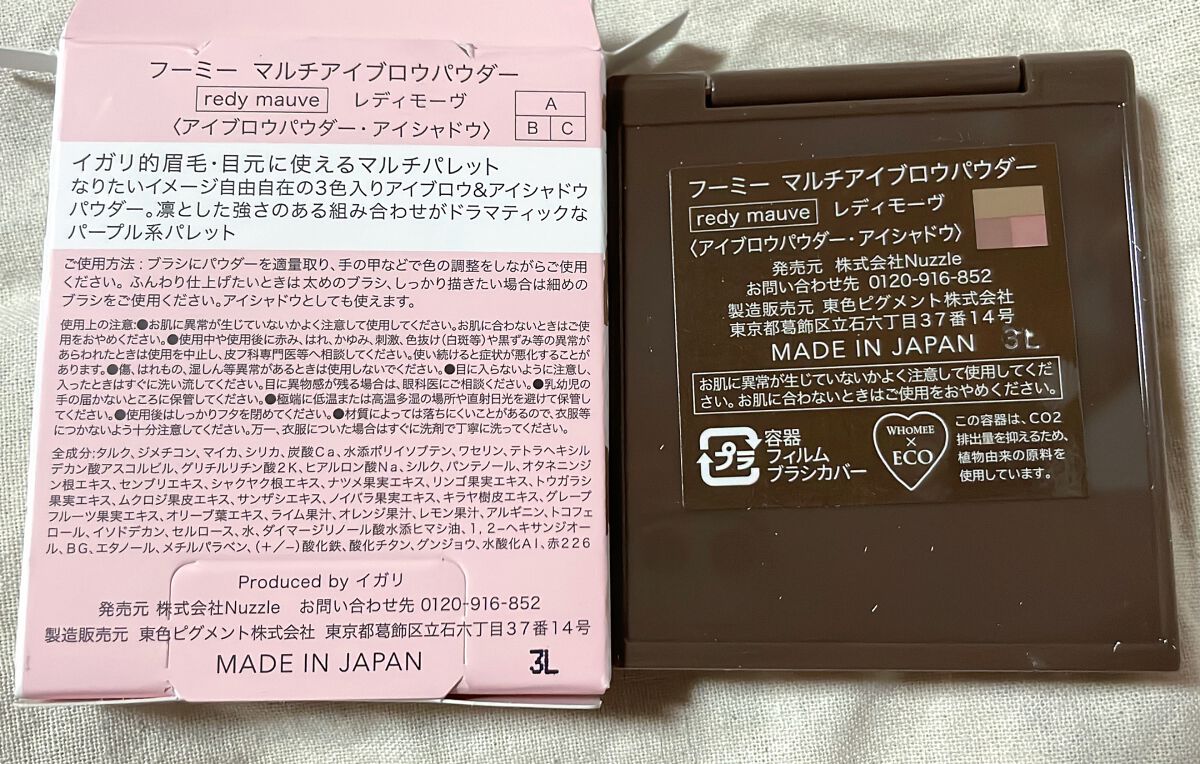 フーミー マルチアイブロウパウダー
redy mauve レディモーヴ
〈アイブロウパウダー・アイシャドウ〉
A
B C
イガリ的眉毛・目元に使えるマルチパレット
なりたいイメージ自由自在の3色入りアイブロウ&アイシャドウ
パウダー。凛とした強さのある組み合わせがドラマティックな
パープル系パレット
ご使用方法:ブラシにパウダーを適量取り、手の甲などで色の調整をしながらご使用
ください。ふんわり仕上げたいときは太めのブラシ、しっかり描きたい場合は細めの
ブラシをご使用ください。アイシャドウとしても使えます。
使用上の注意:●お肌に異常が生じていないかよく注意して使用してください。お肌に合わないときはご使
用をおやめください。●使用中や使用後に赤み、はれ、かゆみ、刺激、色抜け(白斑等)や黒ずみ等の異常が
あらわれたときは使用を中止し、皮フ科専門医等へ相談してください。使い続けると症状が悪化することが
あります。●傷、はれもの、湿しん等異常があるときは使用しないでください。●目に入らないように注意し、
入ったときはすぐに洗い流してください。目に異物感が残る場合は、眼科医にご相談ください。●乳幼児の
手の届かないところに保管してください。●極端に低温または高温多湿の場所や直射日光を避けて保管し
てください。●使用後はしっかりフタを閉めてください。●材質によっては落ちにくいことがあるので、衣服等
につかないよう十分注意してください。万一、衣服についた場合はすぐに洗剤で丁寧に洗ってください。
全成分:タルク、ジメチコン、マイカ、シリカ、炭酸Ca、水添ポリイソブテン、ワセリン、テトラヘキシル
デカン酸アスコルビル、グリチルリチン酸2K、ヒアルロン酸Na、シルク、パンテノール、オタネニンジ
ン根エキス、センブリエキス、シャクヤク根エキス、ナツメ果実エキス、リンゴ果実エキス、トウガラシ
果実エキス、ムクロジ果皮エキス、サンザシエキス、ノイバラ果実エキス、キラヤ樹皮エキス、グレープ
フルーツ果実エキス、オリーブ葉エキス、ライム果汁、オレンジ果汁、レモン果汁、アルギニン、トコフェ
ロール、イソドデカン、セルロース、水、ダイマージリノール酸水添ヒマシ油、1,2-ヘキサンジオー
ル、BG、エタノール、メチルパラベン、(+/-)酸化鉄、酸化チタン、グンジョウ、水酸化Al、赤226
Produced by イガリ
発売元 株式会社Nuzzle お問い合わせ先 0120-916-852
製造販売元 東色ピグメント株式会社 東京都葛飾区立石六丁目37番14号
MADE IN JAPAN 3L
フーミー マルチアイブロウパウダー
redy mauve レディモーヴ
〈アイブロウパウダー・アイシャドウ〉
発売元 株式会社Nuzzle
お問い合わせ先 0120-916-852
製造販売元 東色ピグメント株式会社
東京都葛飾区立石六丁目37番14号
MADE IN JAPAN 3L
お肌に異常が生じていないかよく注意して使用してくださ
い。お肌に合わないときはご使用をおやめください。
プラ
容器
フィルム
ブラシカバー
WHOMEE
×
ECO
この容器は、CO2
排出量を抑えるため、
植物由来の原料を
使用しています。